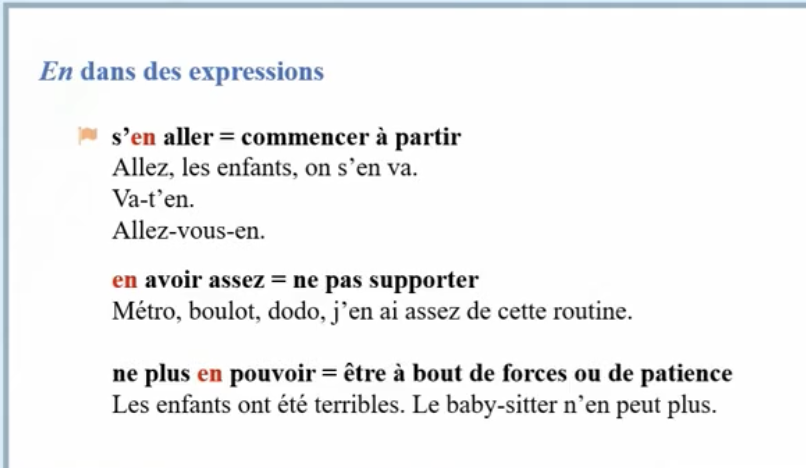 En dans des expressions
s’en aller = commencer à partir
Allez, les enfants, on s’en va.
Va-t’en.
Allez-vous-en.
en avoir assez = ne pas supporter
Métro, boulot, dodo, j’en ai assez de cette routine.
ne plus en pouvoir = être à bout de forces ou de patience
Les enfants ont été terribles. Le baby-sitter n’en peut plus.